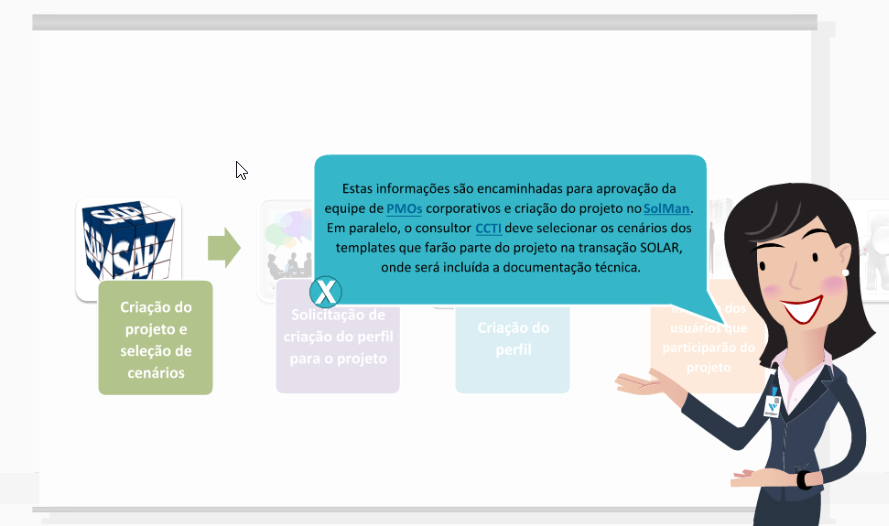 Estas informações são encaminhadas para aprovação da
equipe de PMOs corporativos e criação do projeto no SolMan.
Em paralelo, o consultor CCTI deve selecionar os cenários dos
templates que farão parte do projeto na transação SOLAR,
onde será incluída a documentação técnica.
X
SAP
SAP
SAP
Criação do
projeto e
seleção de
cenários
Solicitação de
criação do perfil
para o projeto
Criação do
perfil
dos
usuários que
participarão do
projeto